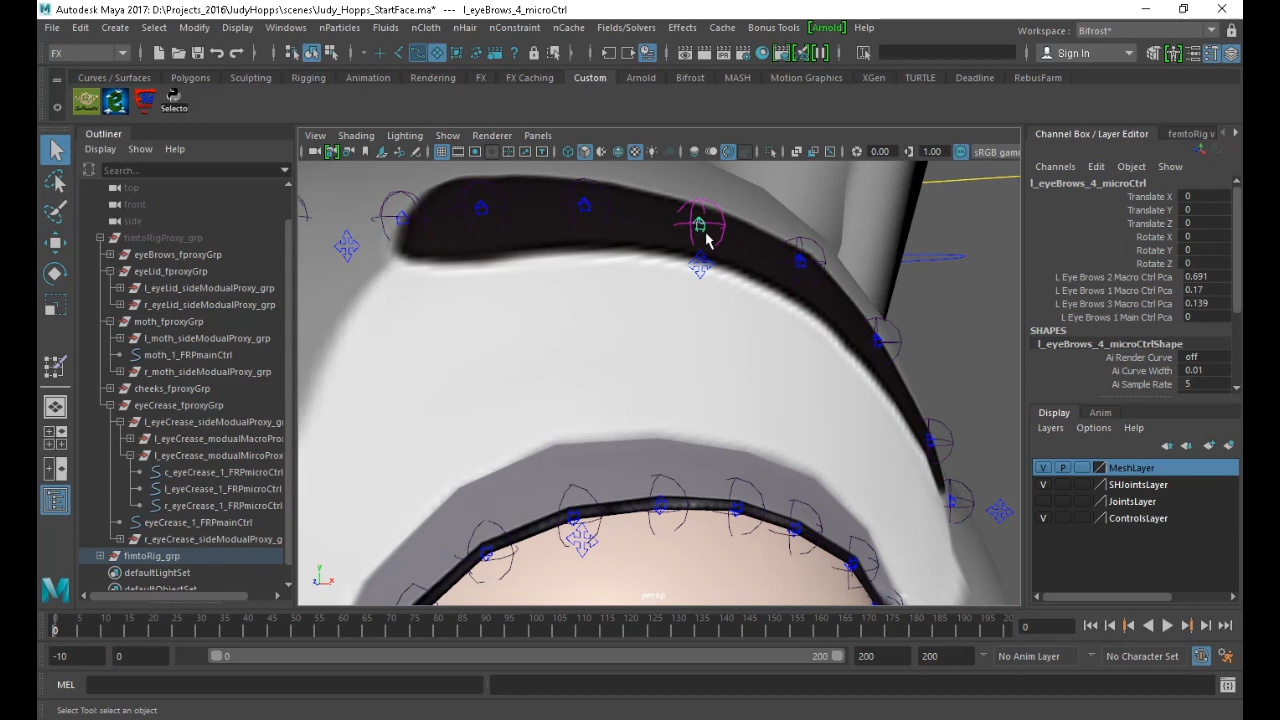 Autodesk Maya 2017: D:\Projects_2016\JudyHopps\scenes\Judy_Hopps_StartFace.ma* --- l_eyeBrows_4_microCtrl
File Edit Create Select Modify Display Windows nParticles Fluids nCloth nHair nConstraint nCache Fields/Solvers Effects Cache Bonus Tools [Arnold] Help
Workspace : Bifrost*
FX
Sign In
Curves / Surfaces Polygons Sculpting Rigging Animation Rendering FX FX Caching Custom Arnold Bifrost MASH Motion Graphics XGen TURTLE Deadline RebusFarm
Selecto
Outliner
Display Show Help
Search...
top
front
side
fimtoRigProxy_grp
eyeBrows_fproxyGrp
eyeLid_fproxyGrp
l_eyeLid_sideModualProxy_grp
r_eyeLid_sideModualProxy_grp
moth_fproxyGrp
l_moth_sideModualProxy_grp
moth_1_FRPmainCtrl
r_moth_sideModualProxy_grp
cheeks_fproxyGrp
eyeCrease_fproxyGrp
l_eyeCrease_sideModualProxy_g
l_eyeCrease_modualMacroPro
l_eyeCrease_modualMircoProx
c_eyeCrease_1_FRPmicroCtrl
l_eyeCrease_1_FRPmicroCtrl
r_eyeCrease_1_FRPmicroCtrl
eyeCrease_1_FRPmainCtrl
r_eyeCrease_sideModualProxy_g
fimtoRig_grp
defaultLightSet
defaultObjectSet
View Shading Lighting Show Renderer Panels
0.00 1.00 sRGB gamm
persp
Channel Box / Layer Editor femtoRig v
Channels Edit Object Show
l_eyeBrows_4_microCtrl
Translate X 0
Translate Y 0
Translate Z 0
Rotate X 0
Rotate Y 0
Rotate Z 0
L Eye Brows 2 Macro Ctrl Pca 0.691
L Eye Brows 1 Macro Ctrl Pca 0.17
L Eye Brows 3 Macro Ctrl Pca 0.139
L Eye Brows 1 Main Ctrl Pca 0
SHAPES
l_eyeBrows_4_microCtrlShape
Ai Render Curve off
Ai Curve Width 0.01
Ai Sample Rate 5
Display Anim
Layers Options Help
V P MeshLayer
V SHJointsLayer
JointsLayer
V ControlsLayer
0 5 10 15 20 25 30 35 40 45 50 55 60 65 70 75 80 85 90 95 100 105 110 115 120 125 130 135 140 145 150 155 160 165 170 175 180 185 190 195 20
0
0
-10 0 0 200 200 200 No Anim Layer No Character Set
MEL
Select Tool: select an object